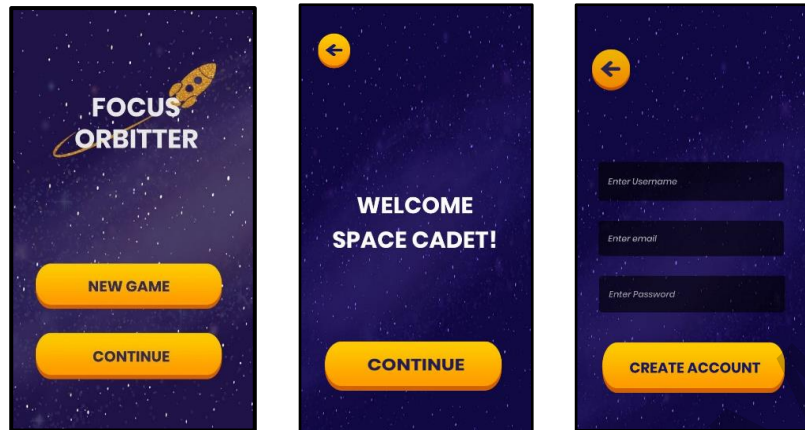 FOCUS
ORBITTER
NEW GAME
CONTINUE
WELCOME
SPACE CADET!
CONTINUE
Enter Username
Enter email
Enter Password
CREATE ACCOUNT